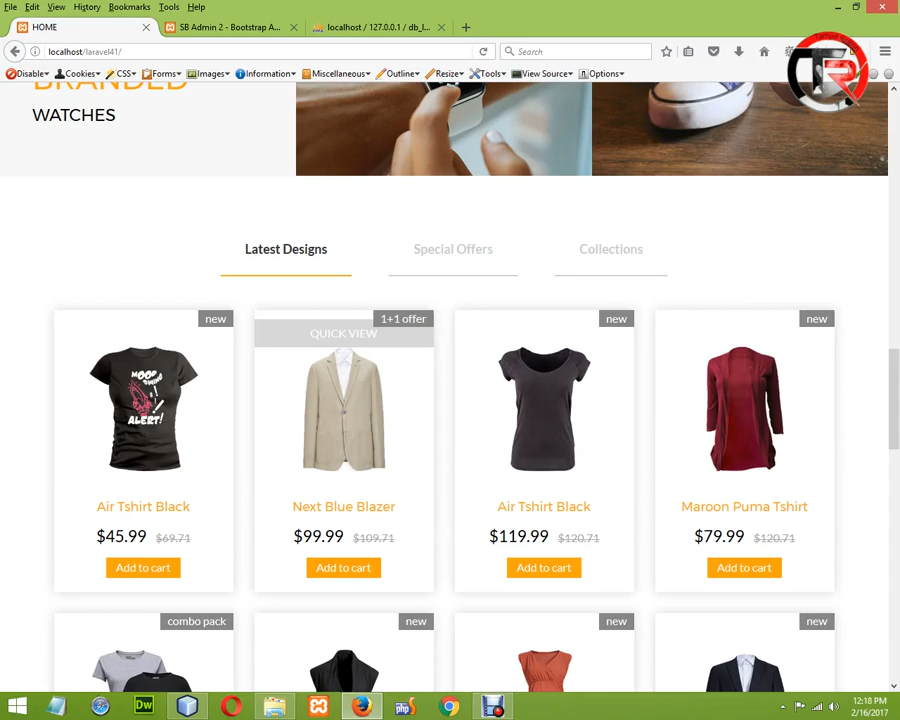 File Edit View History Bookmarks Tools Help
HOME
SB Admin 2 - Bootstrap A...
localhost / 127.0.0.1 / db_l...
localhost/laravel41/
Search
Disable Cookies CSS Forms Images Information Miscellaneous Outline Resize Tools View Source Options
BRANDED
WATCHES
Latest Designs Special Offers Collections
new
1+1 offer
new
new
QUICK VIEW
MOOD
SWING
ALERT!
Air Tshirt Black
Next Blue Blazer
Air Tshirt Black
Maroon Puma Tshirt
$45.99 $69.71
$99.99 $109.71
$119.99 $120.71
$79.99 $120.71
Add to cart
Add to cart
Add to cart
Add to cart
combo pack
new
new
new
Dw
php
12:18 PM
2/16/2017